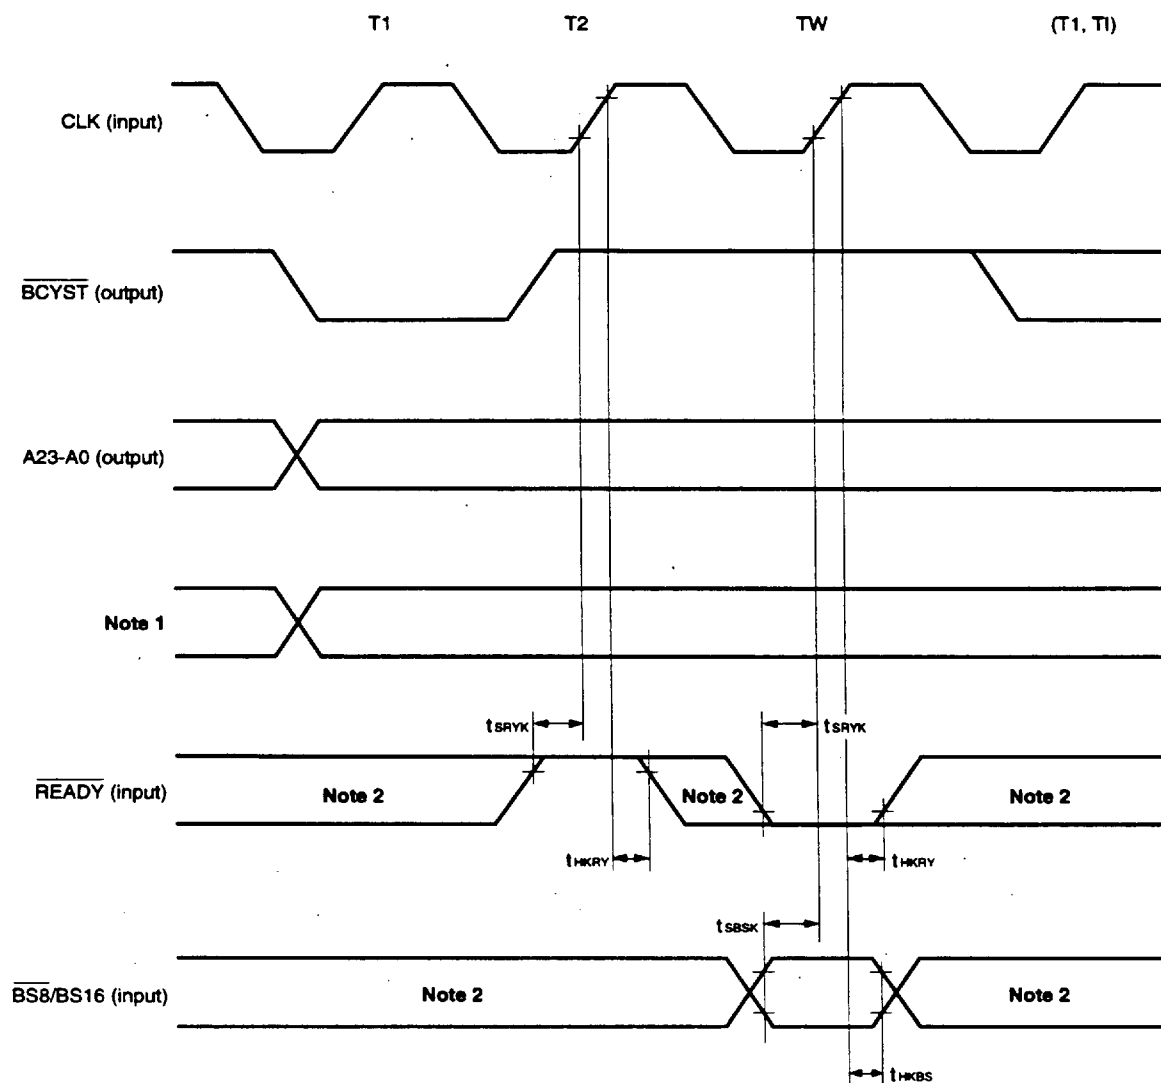 T1 T2 TW (T1, TI)
CLK (input)
BCYST (output)
A23-A0 (output)
Note 1
tSRYK tSRYK
READY (input) Note 2 Note 2 Note 2
tHKRY tHKRY
tSBSK
BS8/BS16 (input) Note 2 Note 2
tHKBS